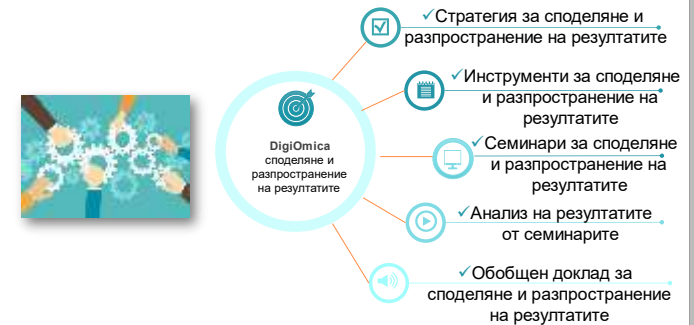 ✓Стратегия за споделяне и
разпространение на резултатите
✓Инструменти за споделяне
и разпространение на
резултатите
DigiOmica
споделяне и
разпространение
на резултатите
✓Семинари за споделяне
и разпространение на
резултатите
✓Анализ на резултатите
от семинарите
✓Обобщен доклад за
споделяне и разпространение
на резултатите